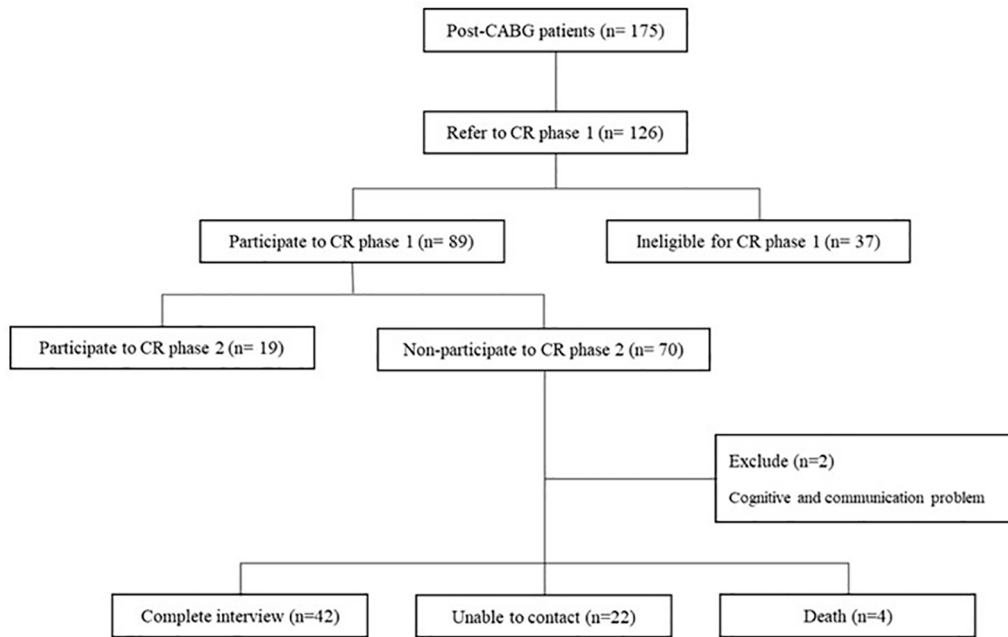 Post-CABG patients (n= 175)
Refer to CR phase 1 (n= 126)
Participate to CR phase 1 (n= 89)
Ineligible for CR phase 1 (n= 37)
Participate to CR phase 2 (n= 19)
Non-participate to CR phase 2 (n= 70)
Exclude (n=2)
Cognitive and communication problem
Complete interview (n=42)
Unable to contact (n=22)
Death (n=4)